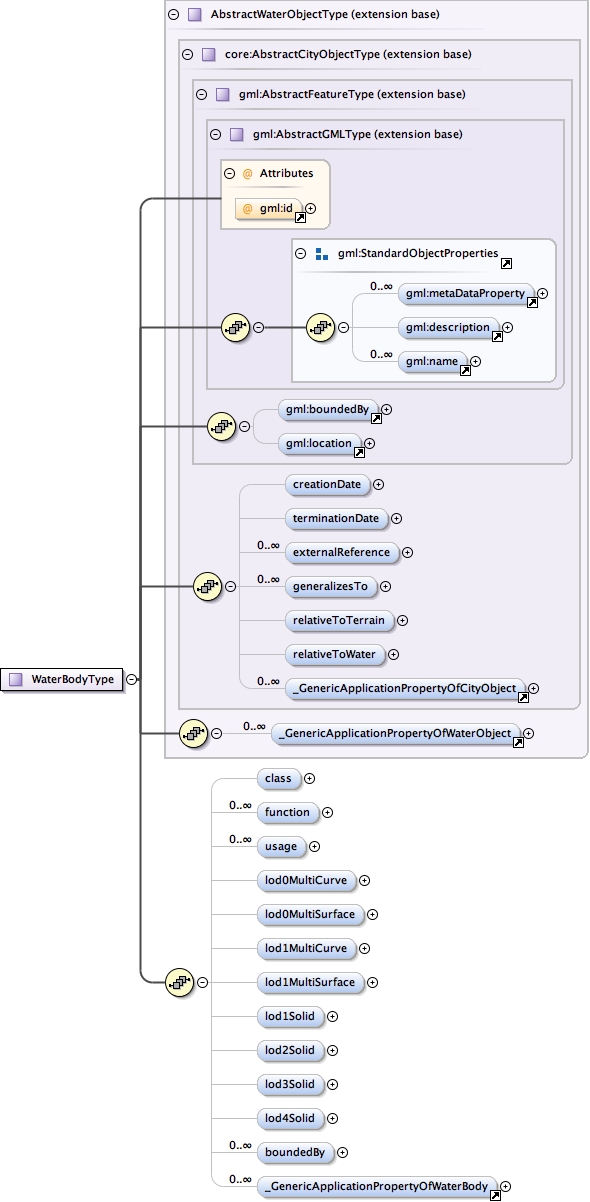 AbstractWaterObjectType (extension base)
core:AbstractCityObjectType (extension base)
gml:AbstractFeatureType (extension base)
gml:AbstractGMLType (extension base)
@ Attributes
@ gml:id
gml:StandardObjectProperties
0..∞ gml:metaDataProperty
gml:description
0..∞ gml:name
gml:boundedBy
gml:location
creationDate
terminationDate
0..∞ externalReference
0..∞ generalizesTo
relativeToTerrain
relativeToWater
WaterBodyType
0..∞ _GenericApplicationPropertyOfCityObject
0..∞ _GenericApplicationPropertyOfWaterObject
class
0..∞ function
0..∞ usage
lod0MultiCurve
lod0MultiSurface
lod1MultiCurve
lod1MultiSurface
lod1Solid
lod2Solid
lod3Solid
lod4Solid
0..∞ boundedBy
0..∞ _GenericApplicationPropertyOfWaterBody